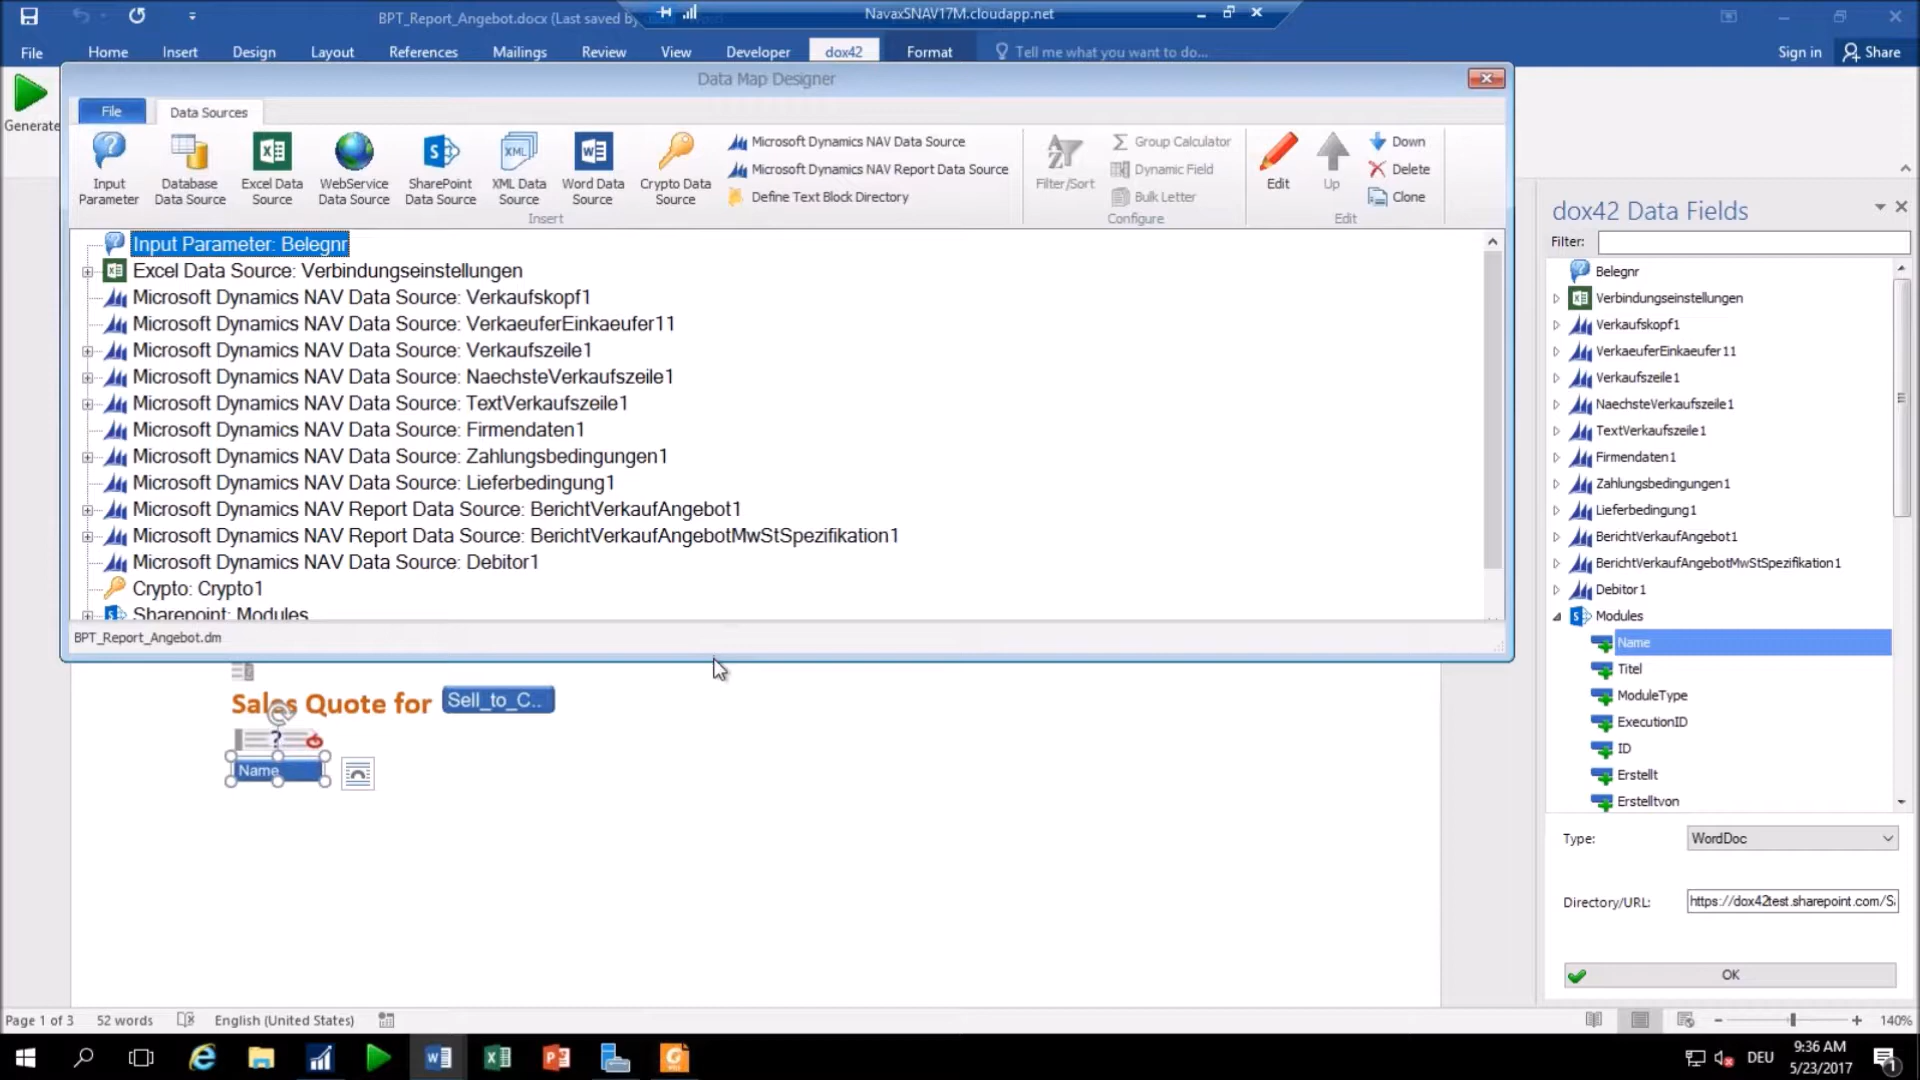 BPT_Report_Angebot.docx (Last saved by
NavaxSNAV17M.cloudapp.net
File Home Insert Design Layout References Mailings Review View Developer dox42 Format Tell me what you want to do... Sign in Share
Generate
Data Map Designer
File Data Sources
Input Parameter
Database Data Source
Excel Data Source
WebService Data Source
SharePoint Data Source
XML Data Source
Word Data Source
Crypto Data Source
Microsoft Dynamics NAV Data Source
Microsoft Dynamics NAV Report Data Source
Define Text Block Directory
Insert
Filter/Sort
Group Calculator
Dynamic Field
Bulk Letter
Configure
Edit
Up
Down
Delete
Clone
Edit
Input Parameter: Belegnr
Excel Data Source: Verbindungseinstellungen
Microsoft Dynamics NAV Data Source: Verkaufskopf1
Microsoft Dynamics NAV Data Source: VerkaeuferEinkaeufer11
Microsoft Dynamics NAV Data Source: Verkaufszeile1
Microsoft Dynamics NAV Data Source: NaechsteVerkaufszeile1
Microsoft Dynamics NAV Data Source: TextVerkaufszeile1
Microsoft Dynamics NAV Data Source: Firmendaten1
Microsoft Dynamics NAV Data Source: Zahlungsbedingungen1
Microsoft Dynamics NAV Data Source: Lieferbedingung1
Microsoft Dynamics NAV Report Data Source: BerichtVerkaufAngebot1
Microsoft Dynamics NAV Report Data Source: BerichtVerkaufAngebotMwStSpezifikation1
Microsoft Dynamics NAV Data Source: Debitor1
Crypto: Crypto1
Sharepoint: Modules
BPT_Report_Angebot.dm
Sales Quote for Sell_to_C..
Name
dox42 Data Fields
Filter:
Belegnr
Verbindungseinstellungen
Verkaufskopf1
VerkaeuferEinkaeufer11
Verkaufszeile1
NaechsteVerkaufszeile1
TextVerkaufszeile1
Firmendaten1
Zahlungsbedingungen1
Lieferbedingung1
BerichtVerkaufAngebot1
BerichtVerkaufAngebotMwStSpezifikation1
Debitor1
Modules
Name
Titel
ModuleType
ExecutionID
ID
Erstellt
Erstelltvon
Type: WordDoc
Directory/URL: https://dox42test.sharepoint.com/S
OK
Page 1 of 3 52 words English (United States) 140%
DEU 9:36 AM
5/23/2017
1